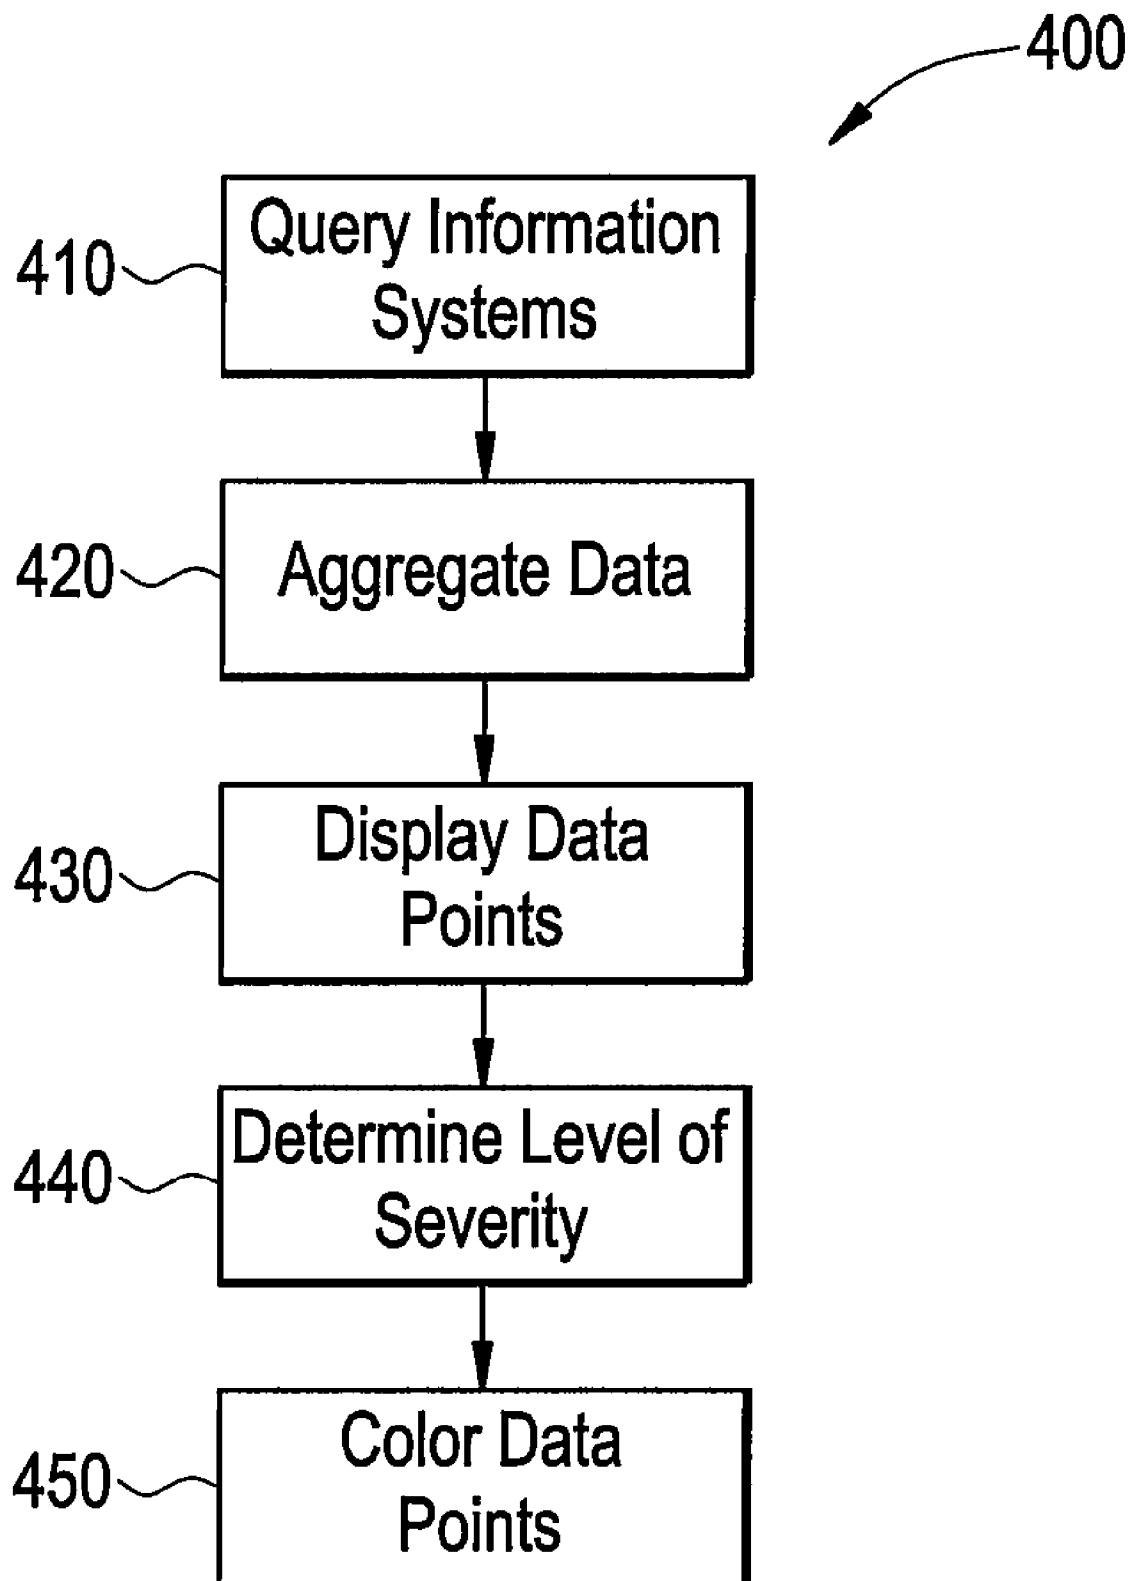 400
410
Query Information
Systems
420
Aggregate Data
430
Display Data
Points
440
Determine Level of
Severity
450
Color Data
Points